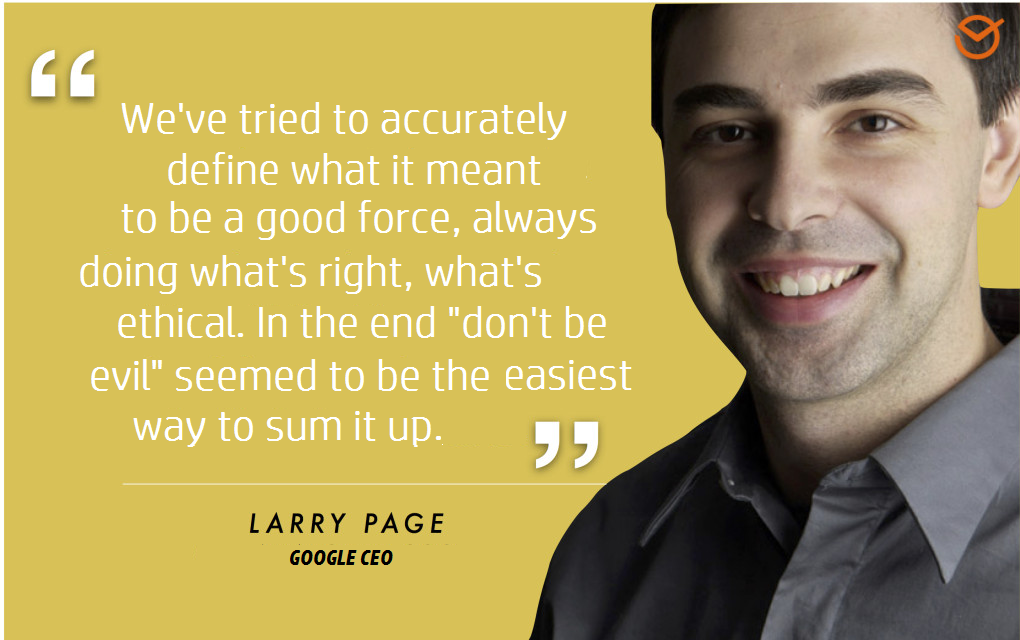 “
We've tried to accurately
define what it meant
to be a good force, always
doing what's right, what's
ethical. In the end "don't be
evil" seemed to be the easiest
way to sum it up.
”
LARRY PAGE
GOOGLE CEO